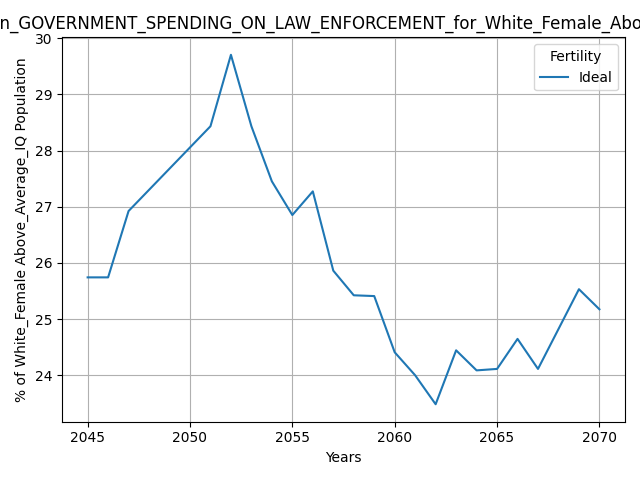 n_GOVERNMENT_SPENDING_ON_LAW_ENFORCEMENT_for_White_Female_Abo
30
29
28
27
26
25
24
% of White_Female Above_Average_IQ Population
Fertility
Ideal
2045 2050 2055 2060 2065 2070
Years